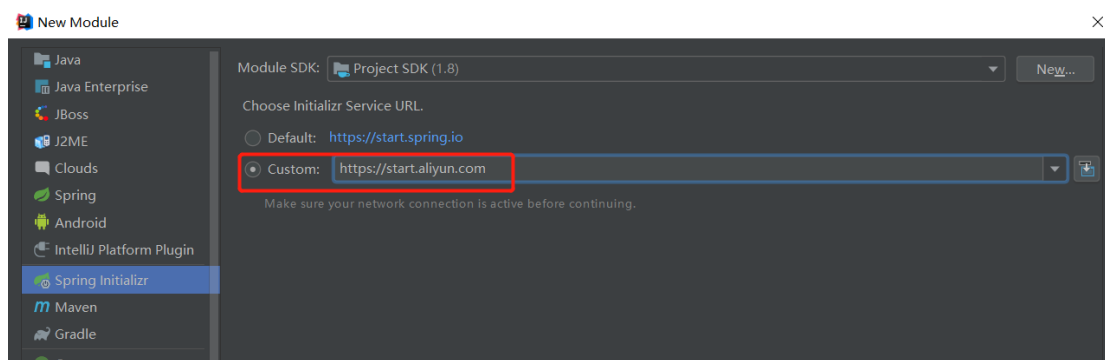 New Module
Java
Java Enterprise
JBoss
J2ME
Clouds
Spring
Android
IntelliJ Platform Plugin
Spring Initializr
Maven
Gradle
Module SDK: Project SDK (1.8) New...
Choose Initializr Service URL.
Default: https://start.spring.io
Custom: https://start.aliyun.com
Make sure your network connection is active before continuing.